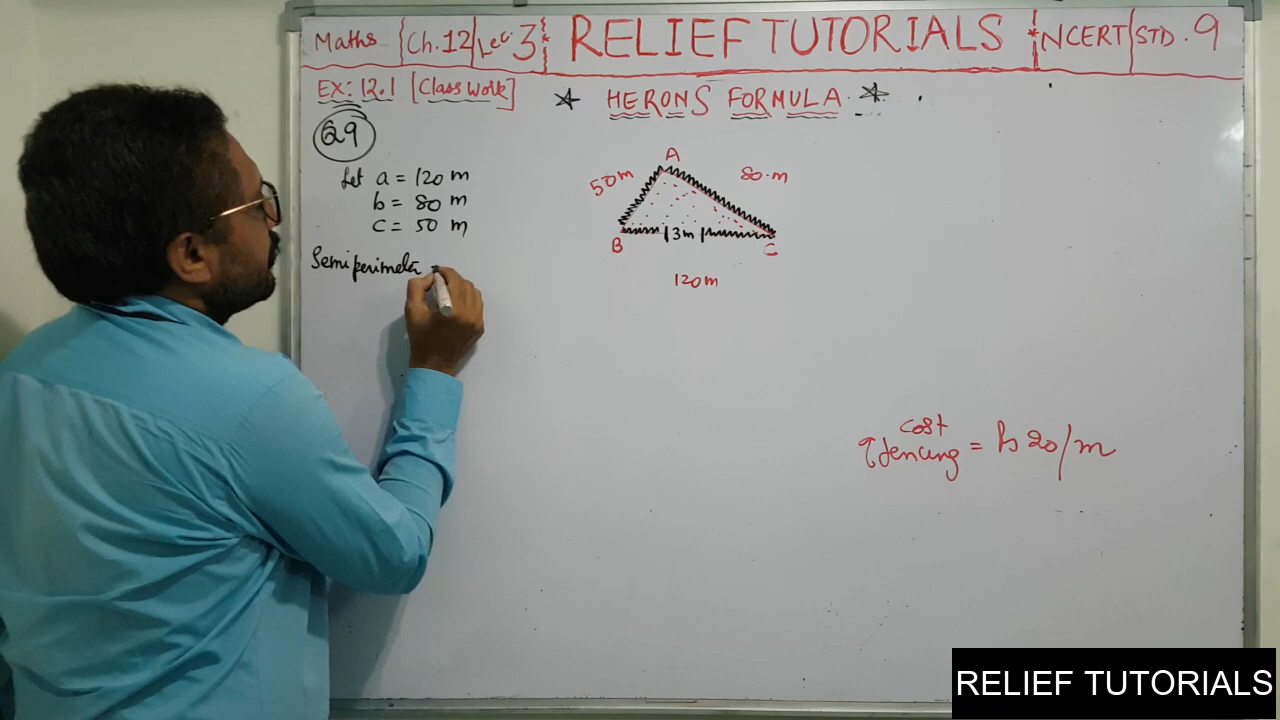 Maths Ch.12 Lec. 3 RELIEF TUTORIALS NCERT STD. 9
EX: 12.1 [Class Work] HERONS FORMULA
Q9
Let a = 120 m
b = 80 m
c = 50 m
Semiperimeter
A
50m
80.m
B
3m
C
120m
cost
fencing = Rs 20/m
RELIEF TUTORIALS